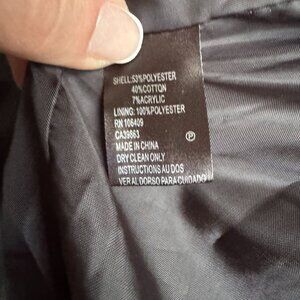 SHELL:53%POLYESTER
40%COTTON
7%ACRYLIC
LINING: 100%POLYESTER
RN 106409
CA39663
MADE IN CHINA
DRY CLEAN ONLY
INSTRUCTIONS AU DOS
VER AL DORSO PARA CUIDADO
P